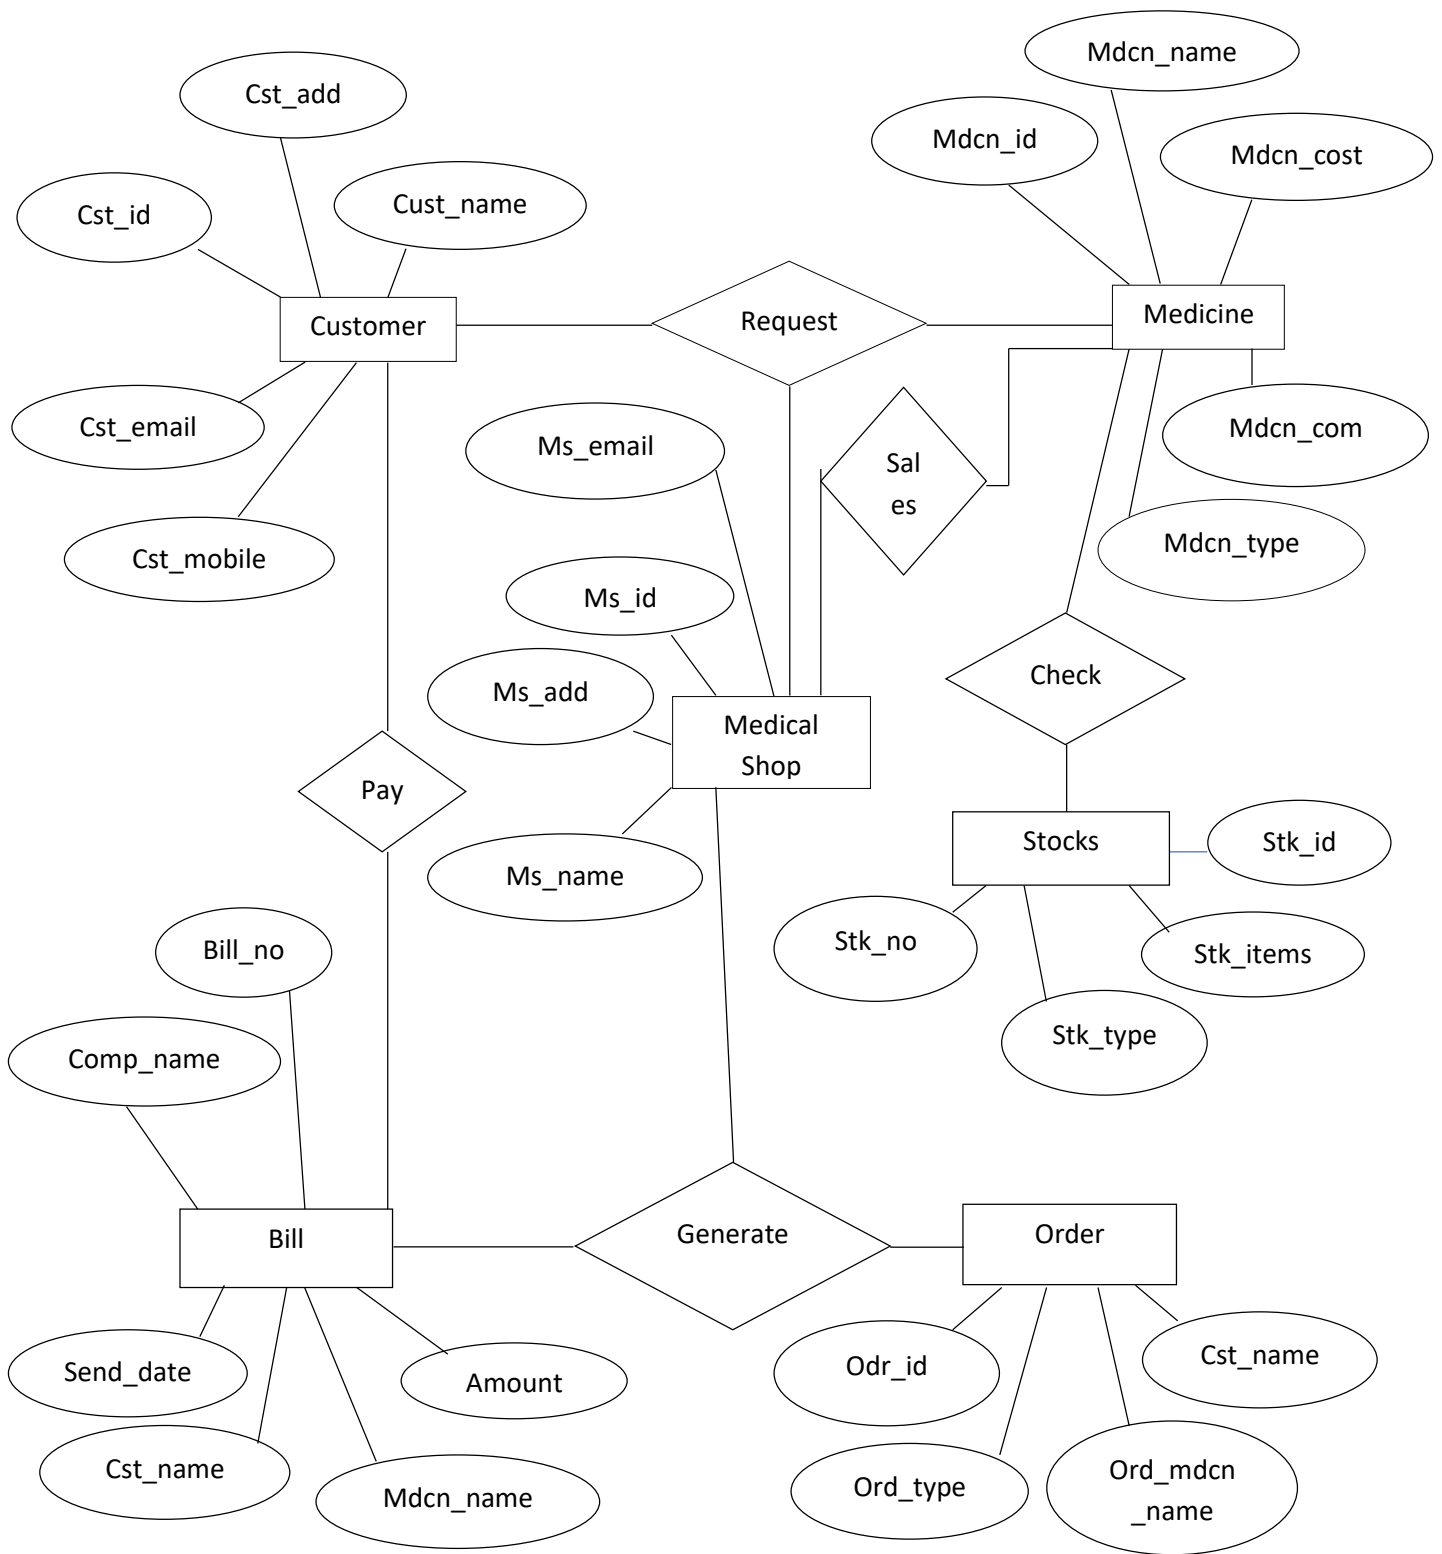 Mdcn_name
Cst_add
Mdcn_id
Mdcn_cost
Cst_id
Cust_name
Customer
Request
Medicine
Cst_email
Ms_email
Sal
es
Mdcn_com
Cst_mobile
Mdcn_type
Ms_id
Ms_add
Check
Medical
Shop
Pay
Stocks
Stk_id
Ms_name
Bill_no
Stk_no
Stk_items
Comp_name
Stk_type
Bill
Generate
Order
Send_date
Amount
Odr_id
Cst_name
Cst_name
Mdcn_name
Ord_type
Ord_mdcn
_name